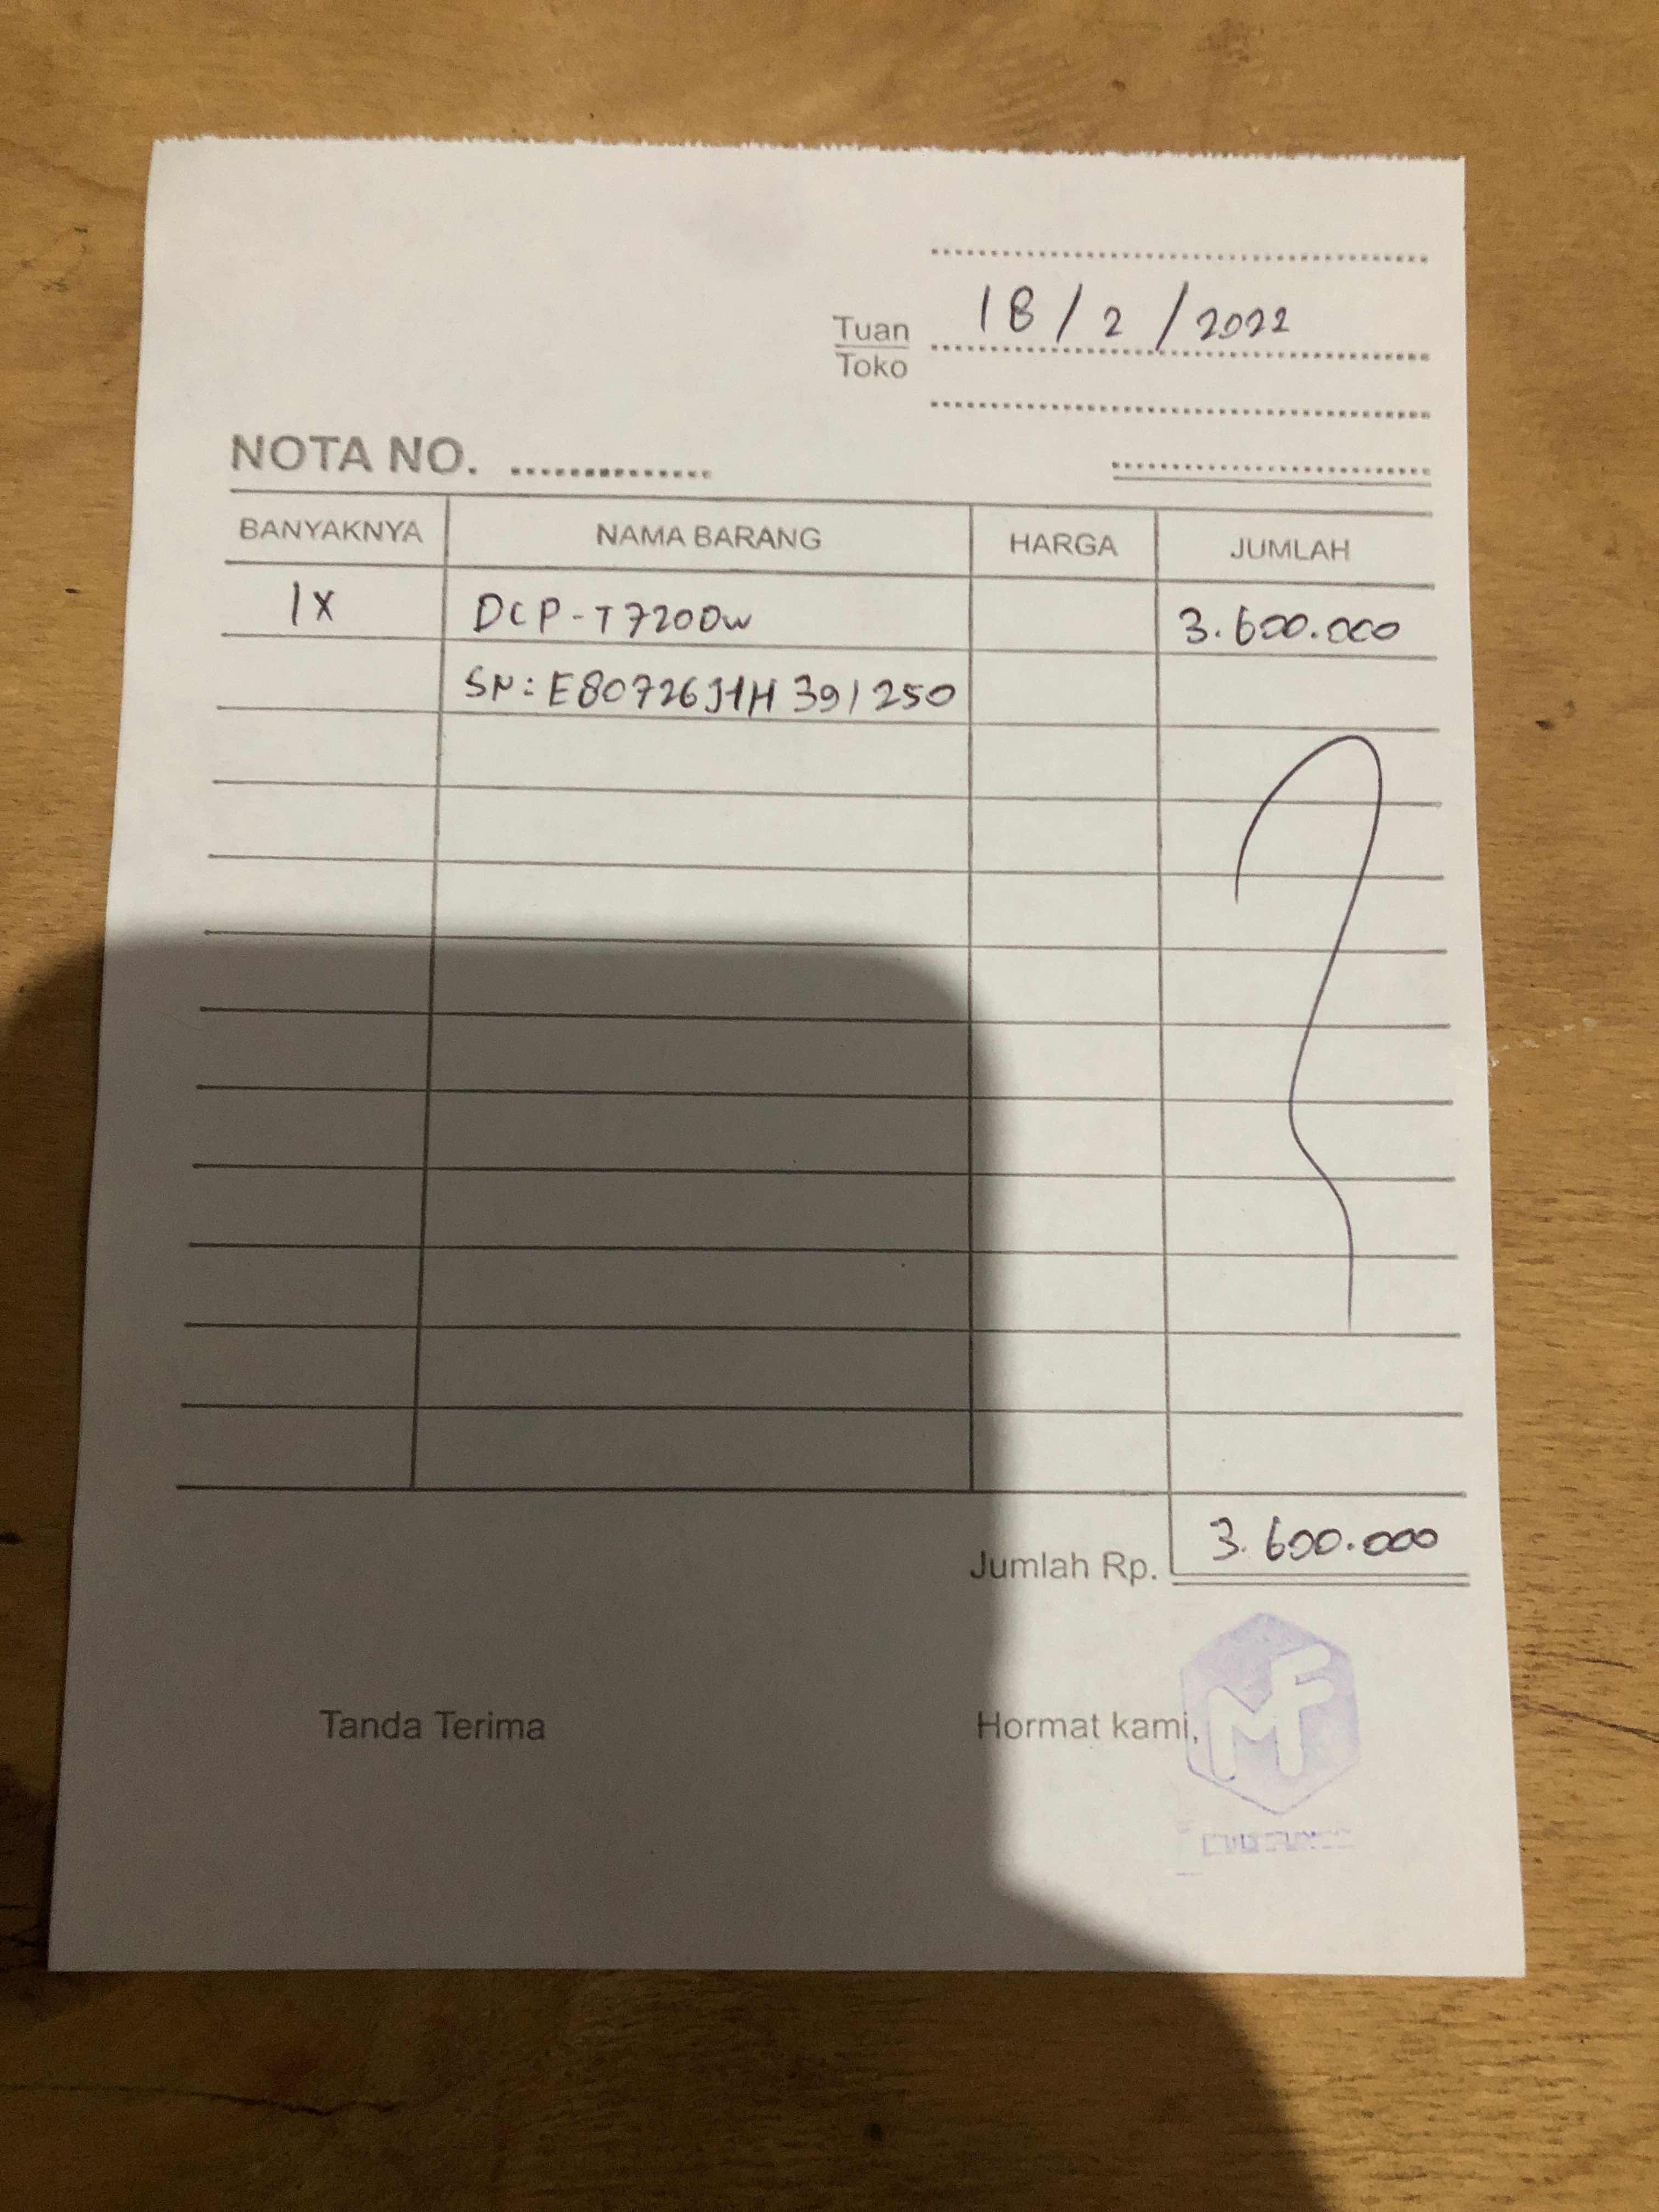 18/2/2022
Tuan
Toko
NOTA NO.
BANYAKNYA NAMA BARANG HARGA JUMLAH
1X DCP-T7200w 3.600.000
SN: E80726J1H391250
Jumlah Rp. 3.600.000
Tanda Terima Hormat kami,
MF